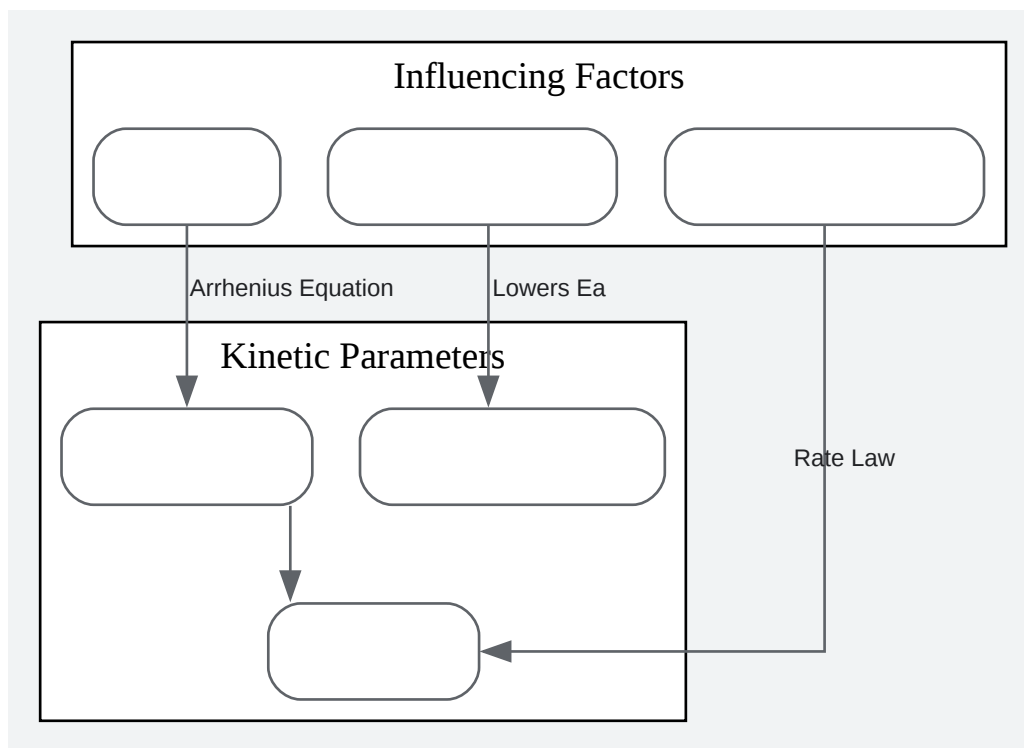 Influencing Factors
Arrhenius Equation
Lowers Ea
Kinetic Parameters
Rate Law